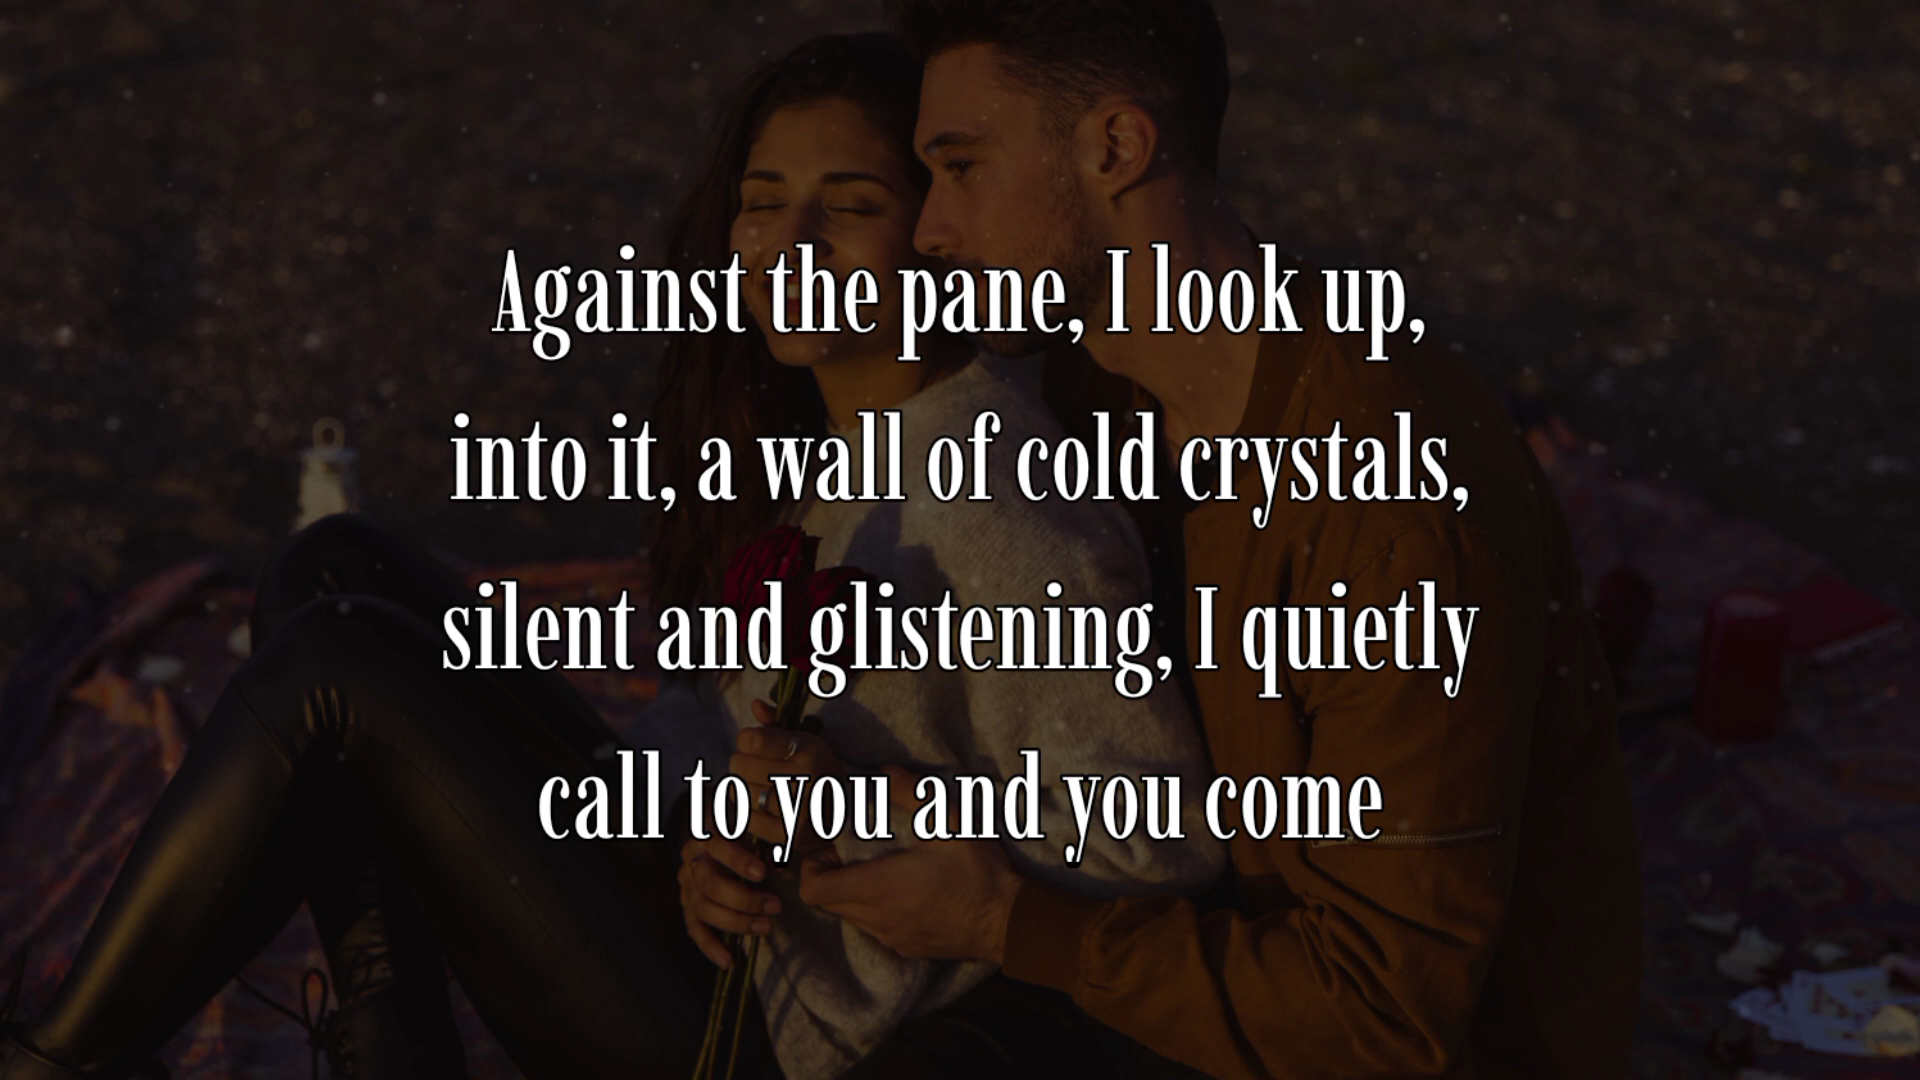 Against the pane, I look up,
into it, a wall of cold crystals,
silent and glistening, I quietly
call to you and you come